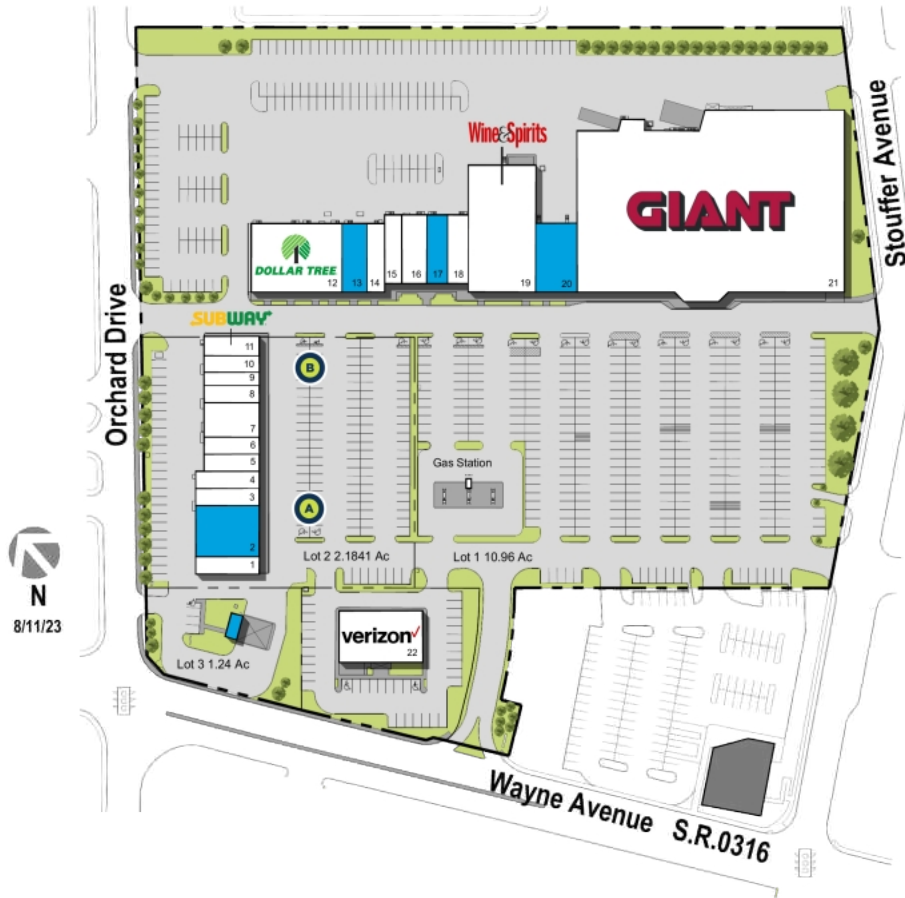 Wine&Spirits
GIANT
Stouffer Avenue
DOLLAR TREE
12
13
14
15
16
17
18
19
20
21
SUBWAY
Orchard Drive
11
10
9
8
7
6
5
4
3
2
1
B
A
Gas Station
Lot 2 2.1841 Ac
Lot 1 10.96 Ac
N
8/11/23
verizon
22
Lot 3 1.24 Ac
Wayne Avenue S.R.0316